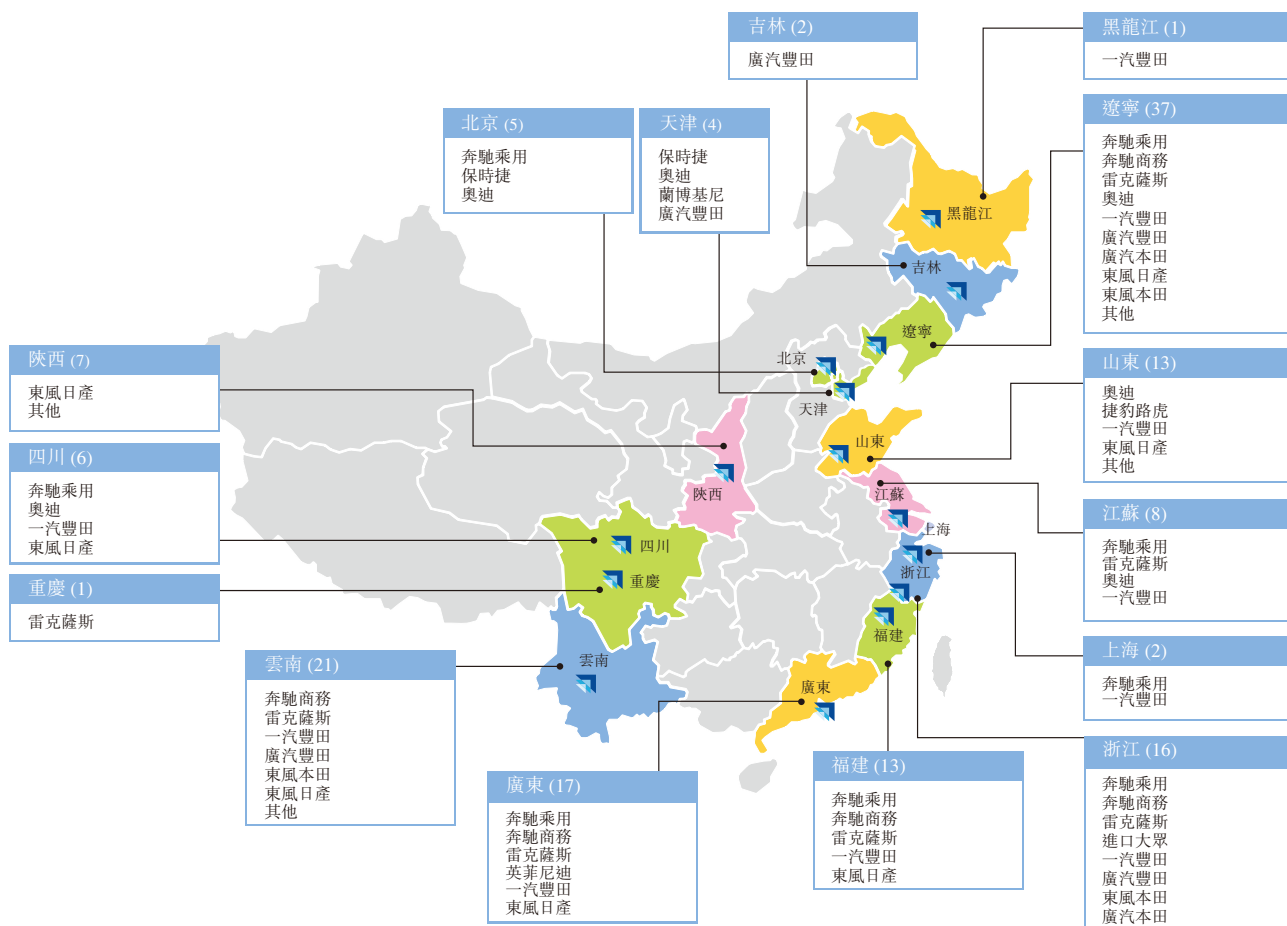 吉林 (2)
廣汽豐田
黑龍江 (1)
一汽豐田
北京 (5)
奔馳乘用
保時捷
奧迪
天津 (4)
保時捷
奧迪
蘭博基尼
廣汽豐田
遼寧 (37)
奔馳乘用
奔馳商務
雷克薩斯
奧迪
一汽豐田
廣汽豐田
廣汽本田
東風日產
東風本田
其他
陝西 (7)
東風日產
其他
四川 (6)
奔馳乘用
奧迪
一汽豐田
東風日產
重慶 (1)
雷克薩斯
山東 (13)
奧迪
捷豹路虎
一汽豐田
東風日產
其他
江蘇 (8)
奔馳乘用
雷克薩斯
奧迪
一汽豐田
上海 (2)
奔馳乘用
一汽豐田
雲南 (21)
奔馳商務
雷克薩斯
一汽豐田
廣汽豐田
東風本田
東風日產
其他
廣東 (17)
奔馳乘用
奔馳商務
雷克薩斯
英菲尼迪
一汽豐田
東風日產
福建 (13)
奔馳乘用
奔馳商務
雷克薩斯
一汽豐田
東風日產
浙江 (16)
奔馳乘用
奔馳商務
雷克薩斯
進口大眾
一汽豐田
廣汽豐田
東風本田
廣汽本田
黑龍江
吉林
遼寧
北京
天津
山東
陝西
江蘇
上海
四川
浙江
重慶
福建
雲南
廣東